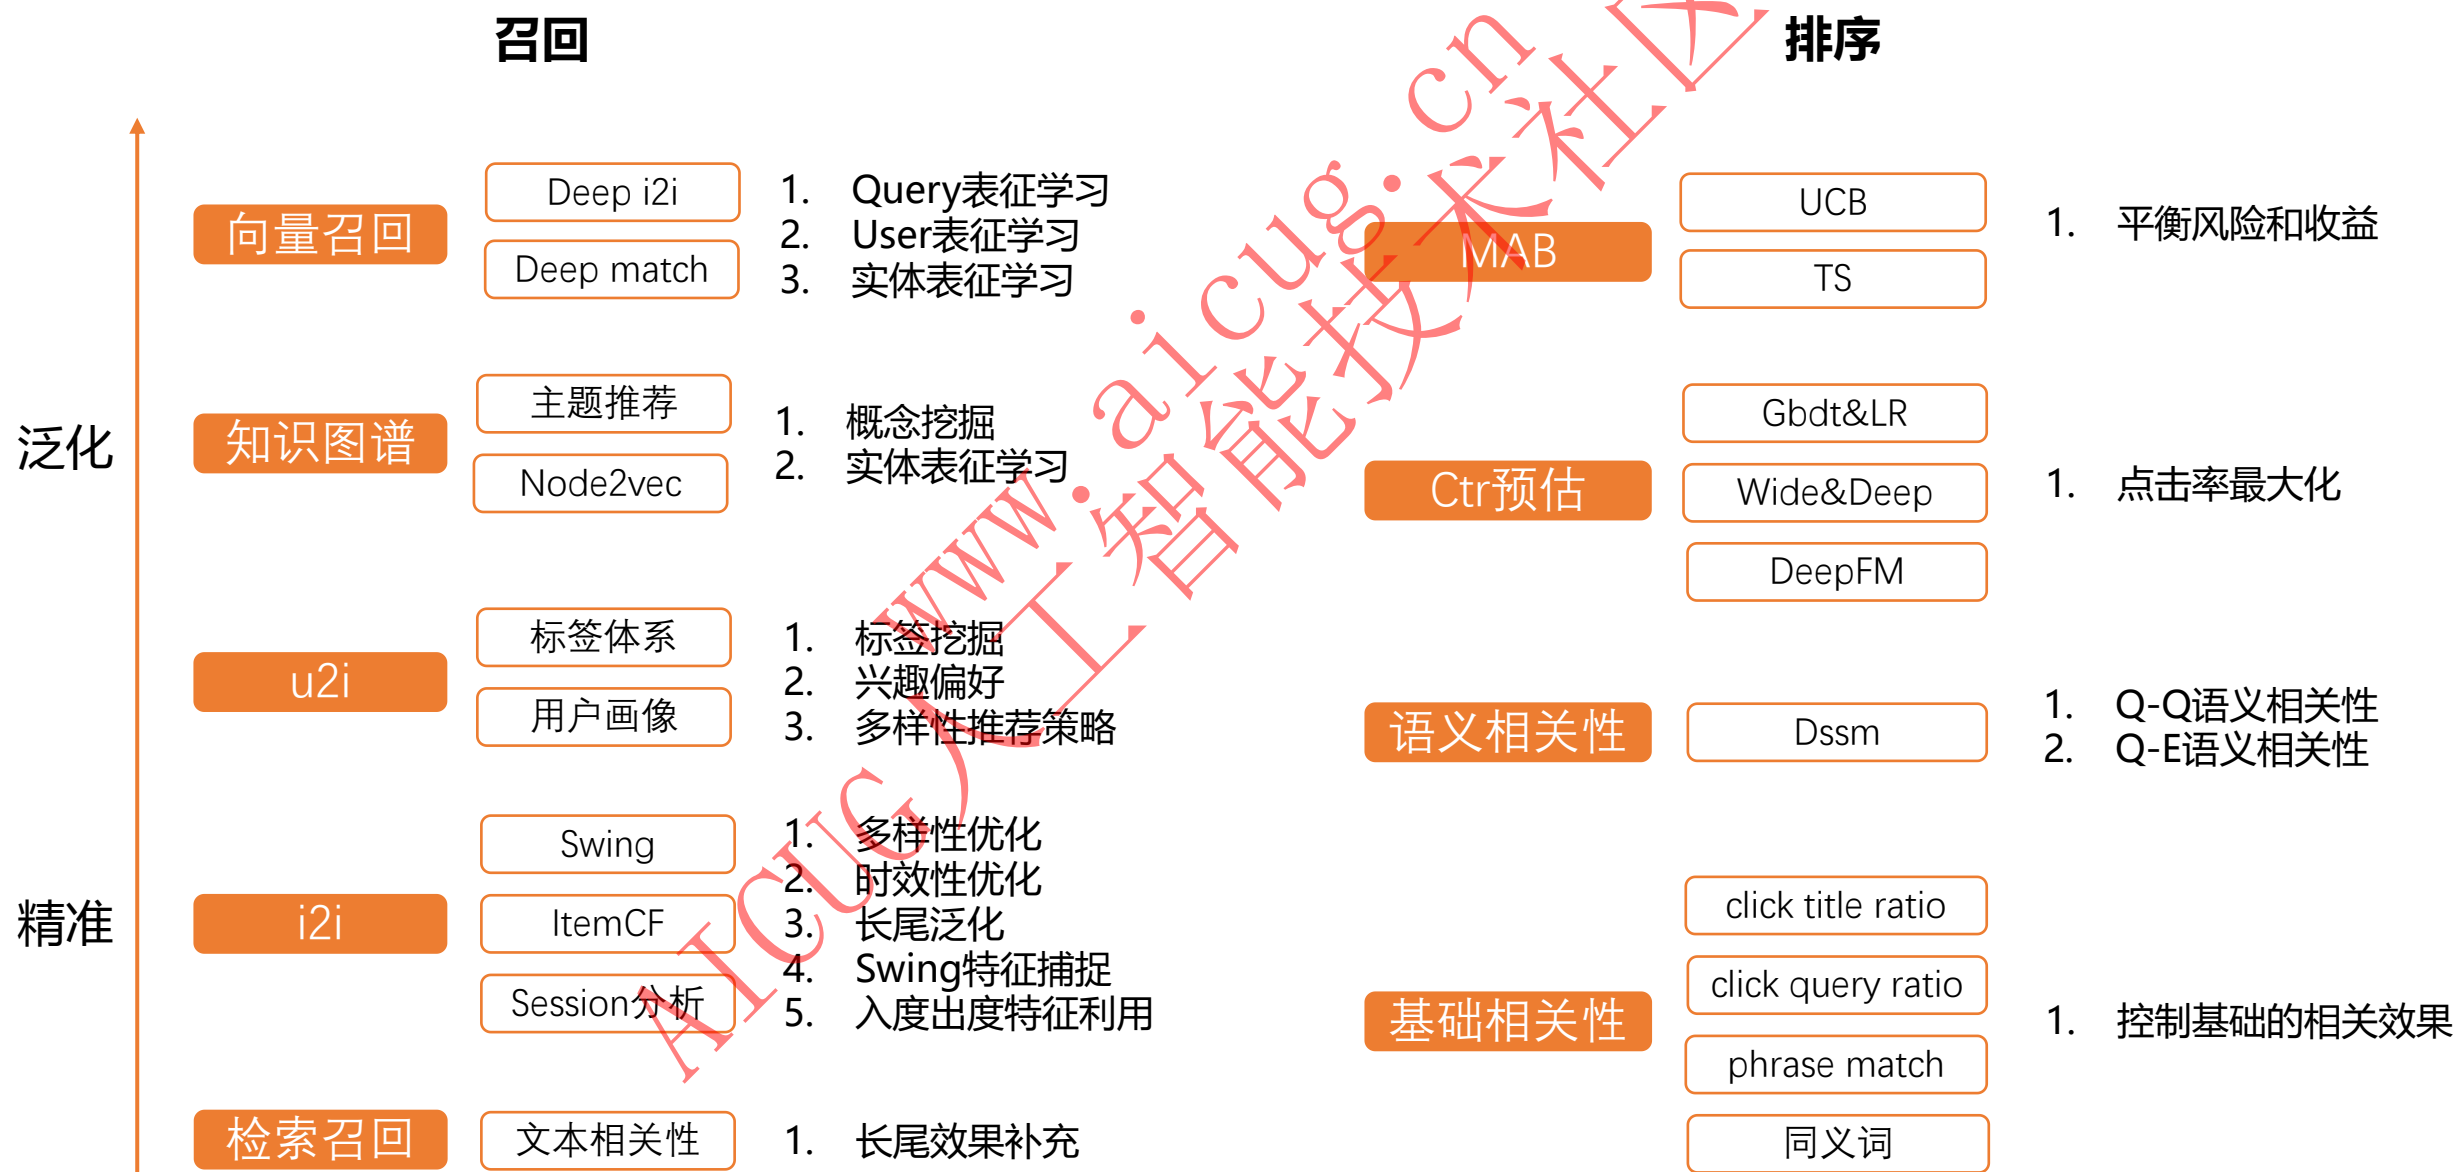 召回
排序
泛化
精准
向量召回
Deep i2i
Deep match
1. Query表征学习
2. User表征学习
3. 实体表征学习
知识图谱
主题推荐
Node2vec
1. 概念挖掘
2. 实体表征学习
u2i
标签体系
用户画像
1. 标签挖掘
2. 兴趣偏好
3. 多样性推荐策略
i2i
Swing
ItemCF
Session分析
1. 多样性优化
2. 时效性优化
3. 长尾泛化
4. Swing特征捕捉
5. 入度出度特征利用
检索召回
文本相关性
1. 长尾效果补充
MAB
UCB
TS
1. 平衡风险和收益
Ctr预估
Gbdt&LR
Wide&Deep
DeepFM
1. 点击率最大化
语义相关性
Dssm
1. Q-Q语义相关性
2. Q-E语义相关性
基础相关性
click title ratio
click query ratio
phrase match
同义词
1. 控制基础的相关效果
www.aicug.cn
AICUG人工智能技术社区